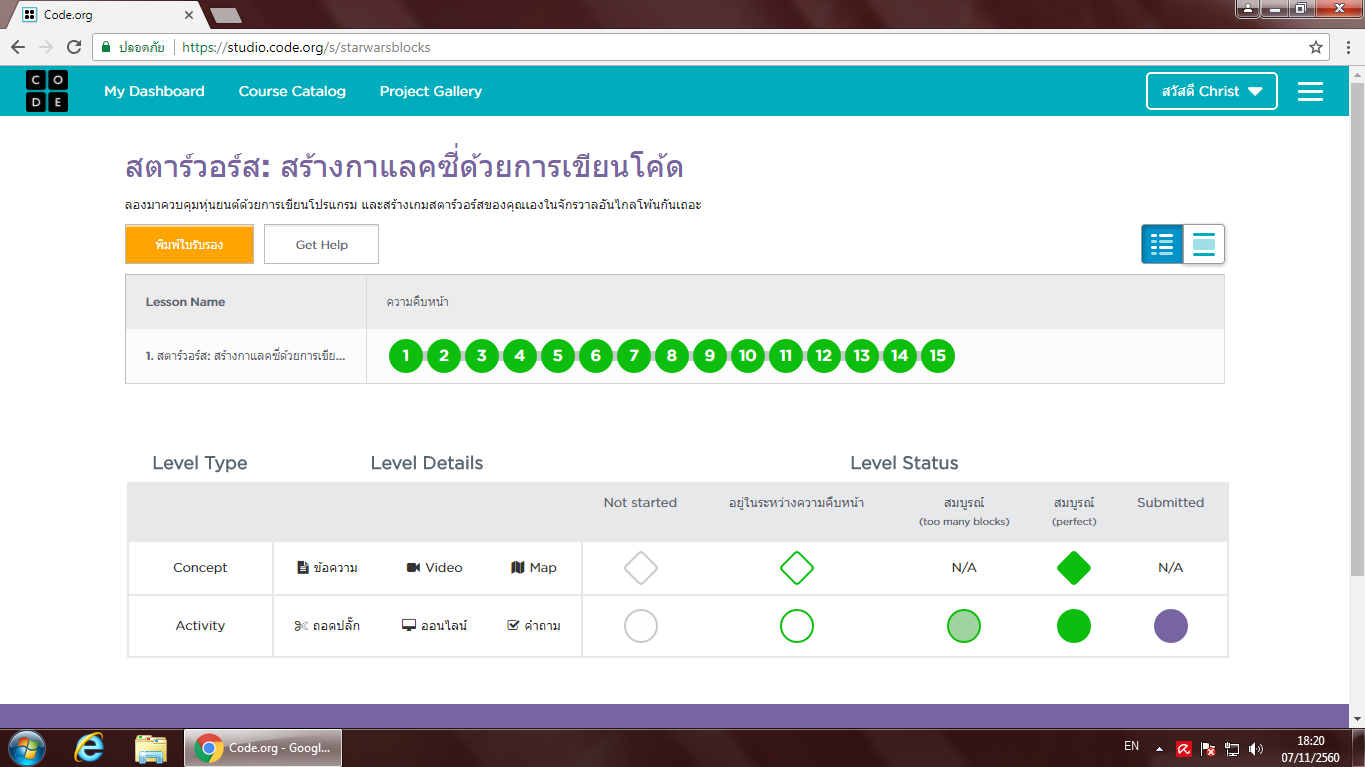 Code.org
ปลอดภัย https://studio.code.org/s/starwarsblocks
C O
D E
My Dashboard Course Catalog Project Gallery
สวัสดี Christ
สตาร์วอร์ส: สร้างกาแลคซี่ด้วยการเขียนโค้ด
ลองมาควบคุมหุ่นยนต์ด้วยการเขียนโปรแกรม และสร้างเกมสตาร์วอร์สของคุณเองในจักรวาลอันไกลโพ้นกันเถอะ
พิมพ์ใบรับรอง Get Help
Lesson Name ความคืบหน้า
1. สตาร์วอร์ส: สร้างกาแลคซี่ด้วยการเขีย... 1 2 3 4 5 6 7 8 9 10 11 12 13 14 15
Level Type Level Details Level Status
Not started อยู่ในระหว่างความคืบหน้า สมบูรณ์ สมบูรณ์ Submitted
(too many blocks) (perfect)
Concept ข้อความ Video Map N/A N/A
Activity ถอดปลั๊ก ออนไลน์ คำถาม
Code.org - Googl... EN 18:20
07/11/2560